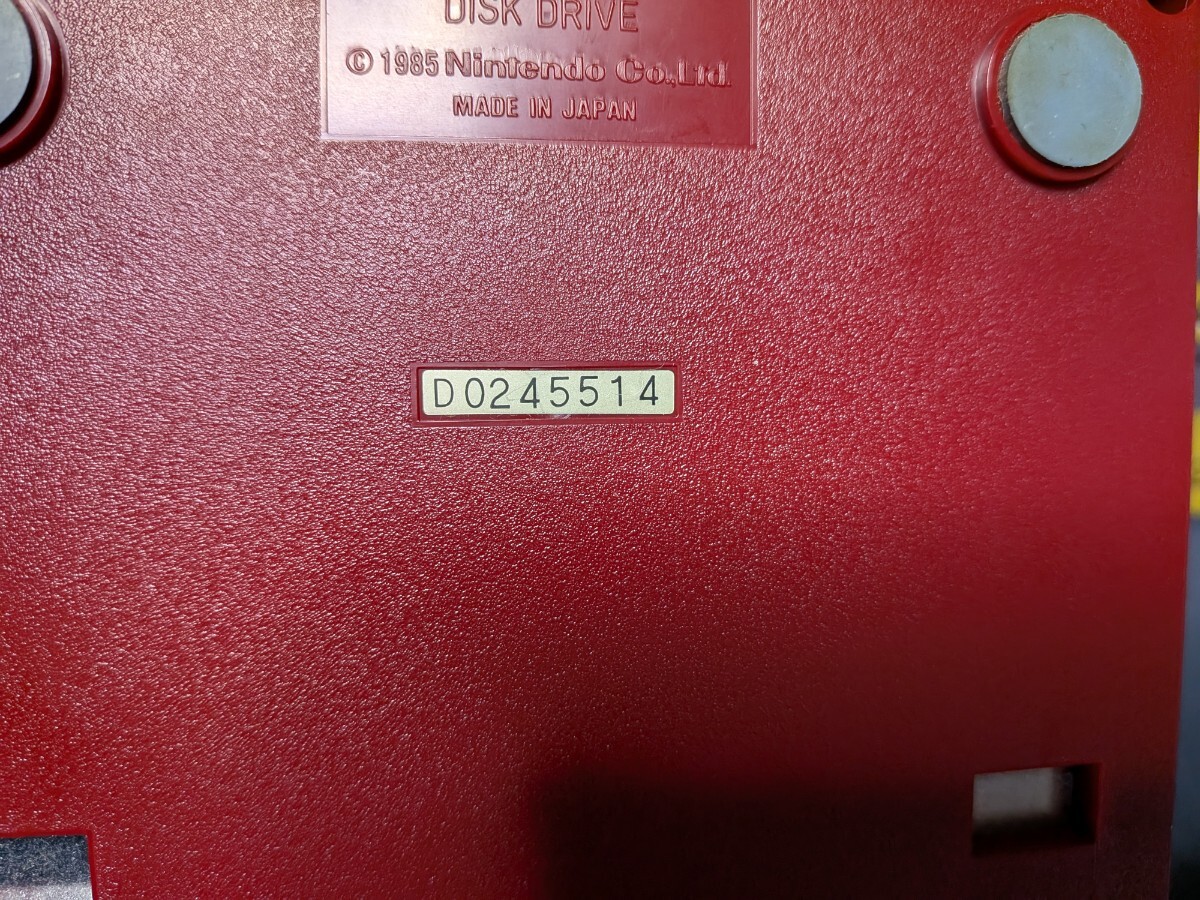 DISK DRIVE
© 1985 Nintendo Co.,Ltd.
MADE IN JAPAN
D0245514